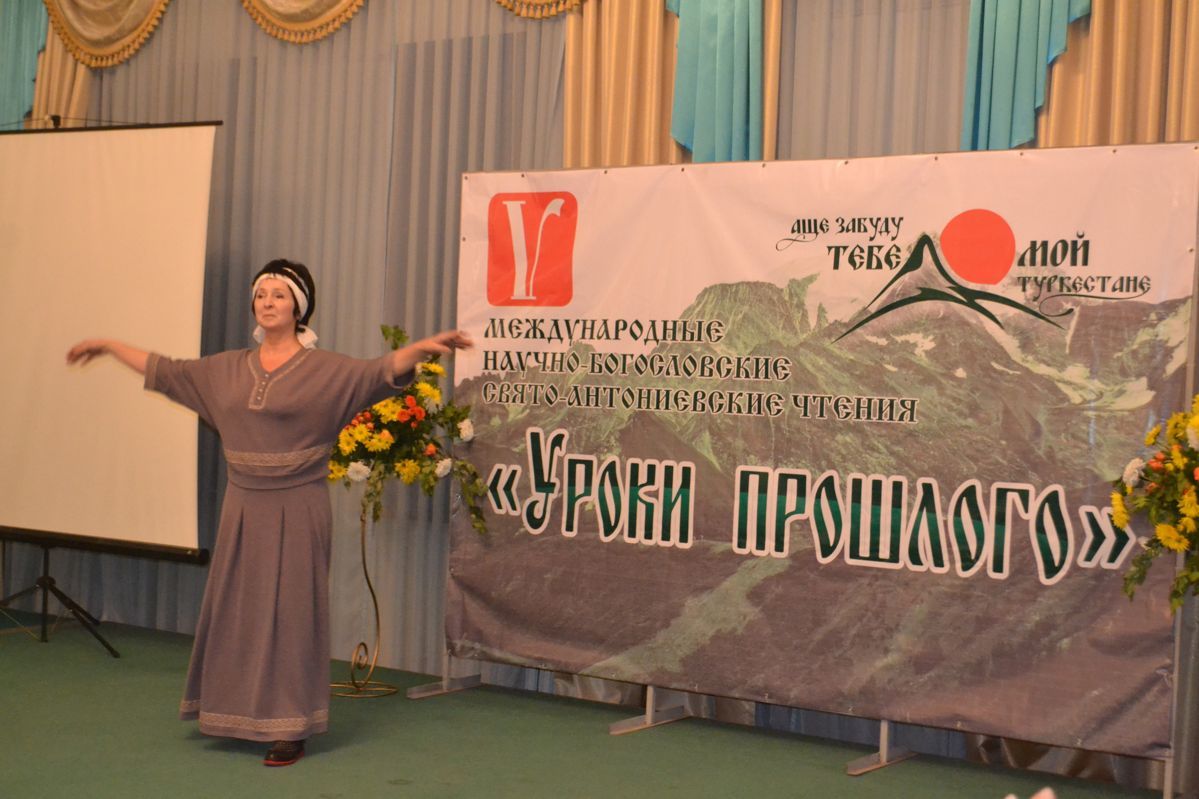 У
АЩЕ ЗАБУДУ
ТЕБЕ МОЙ
ТУРКЕСТАНЕ
МЕЖДУНАРОДНЫЕ
НАУЧНО-БОГОСЛОВСКИЕ
СВЯТО-АНТОНИЕВСКИЕ ЧТЕНИЯ
«УРОКИ ПРОШЛОГО»